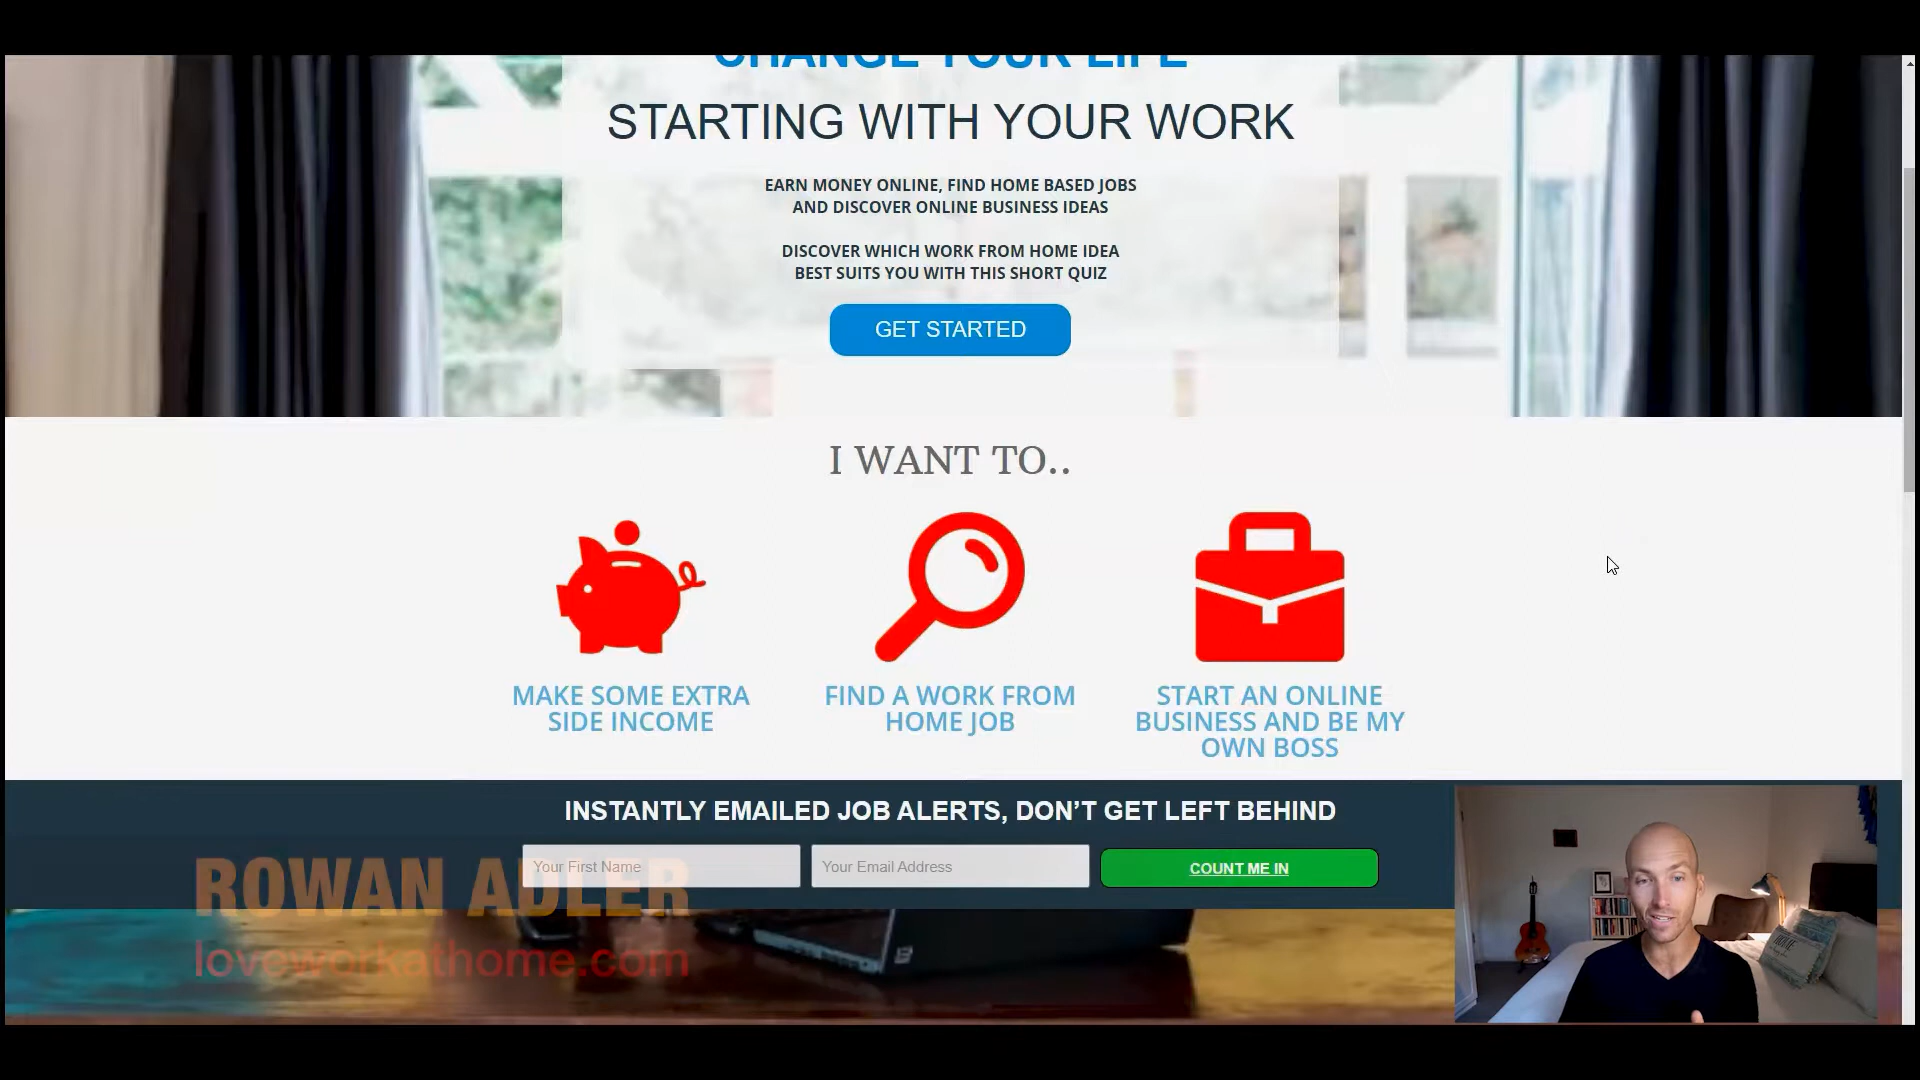 CHANGE YOUR LIFE
STARTING WITH YOUR WORK
EARN MONEY ONLINE, FIND HOME BASED JOBS
AND DISCOVER ONLINE BUSINESS IDEAS
DISCOVER WHICH WORK FROM HOME IDEA
BEST SUITS YOU WITH THIS SHORT QUIZ
GET STARTED
I WANT TO..
MAKE SOME EXTRA
SIDE INCOME
FIND A WORK FROM
HOME JOB
START AN ONLINE
BUSINESS AND BE MY
OWN BOSS
INSTANTLY EMAILED JOB ALERTS, DON’T GET LEFT BEHIND
Your First Name
Your Email Address
COUNT ME IN
ROWAN ADLER
loveworkathome.com